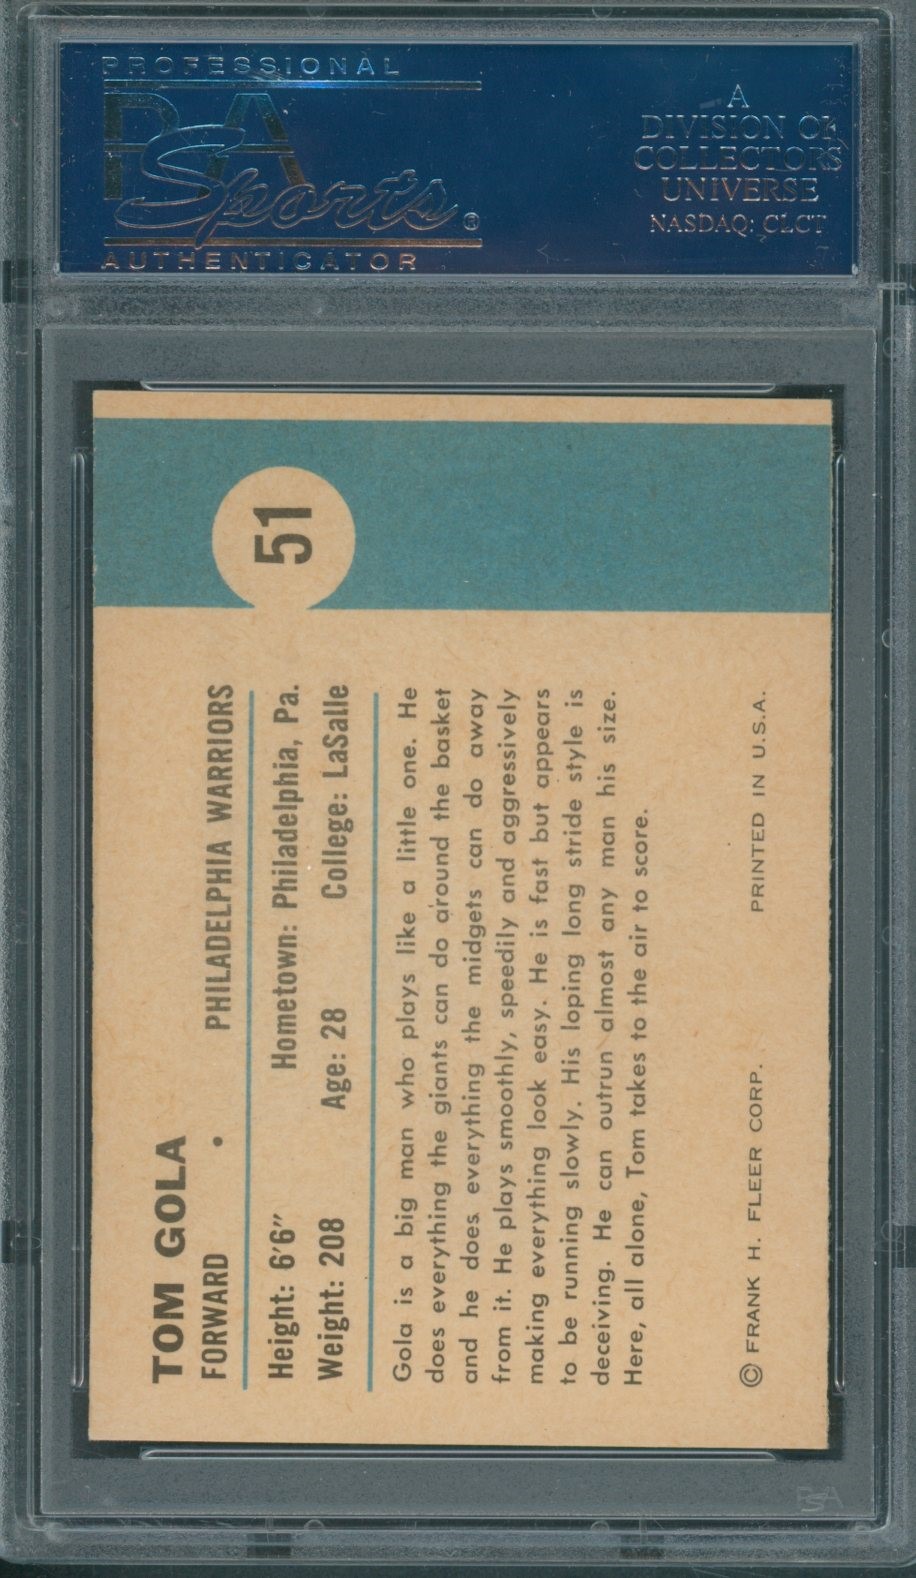 PROFESSIONAL
PSA
Sports®
AUTHENTICATOR
A
DIVISION OF
COLLECTORS
UNIVERSE
NASDAQ: CLCT
51
TOM GOLA
FORWARD • PHILADELPHIA WARRIORS
Height: 6'6" Hometown: Philadelphia, Pa.
Weight: 208 Age: 28 College: LaSalle
Gola is a big man who plays like a little one. He
does everything the giants can do around the basket
and he does everything the midgets can do away
from it. He plays smoothly, speedily and aggressively
making everything look easy. He is fast but appears
to be running slowly. His loping long stride style is
deceiving. He can outrun almost any man his size.
Here, all alone, Tom takes to the air to score.
© FRANK H. FLEER CORP. PRINTED IN U.S.A.
PSA